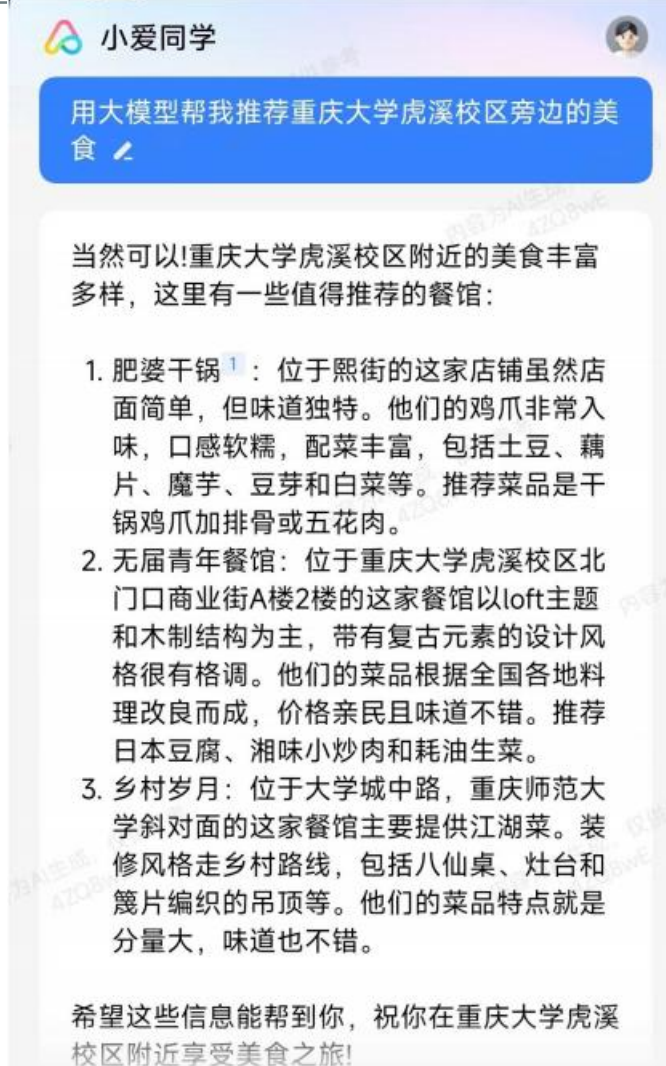 小爱同学
用大模型帮我推荐重庆大学虎溪校区旁边的美
食
当然可以!重庆大学虎溪校区附近的美食丰富
多样，这里有一些值得推荐的餐馆：
1. 肥婆干锅 1 ：位于熙街的这家店铺虽然店
面简单，但味道独特。他们的鸡爪非常入
味，口感软糯，配菜丰富，包括土豆、藕
片、魔芋、豆芽和白菜等。推荐菜品是干
锅鸡爪加排骨或五花肉。
2. 无届青年餐馆：位于重庆大学虎溪校区北
门口商业街A楼2楼的这家餐馆以loft主题
和木制结构为主，带有复古元素的设计风
格很有格调。他们的菜品根据全国各地料
理改良而成，价格亲民且味道不错。推荐
日本豆腐、湘味小炒肉和耗油生菜。
3. 乡村岁月：位于大学城中路，重庆师范大
学斜对面的这家餐馆主要提供江湖菜。装
修风格走乡村路线，包括八仙桌、灶台和
篾片编织的吊顶等。他们的菜品特点就是
分量大，味道也不错。
希望这些信息能帮到你，祝你在重庆大学虎溪
校区附近享受美食之旅!